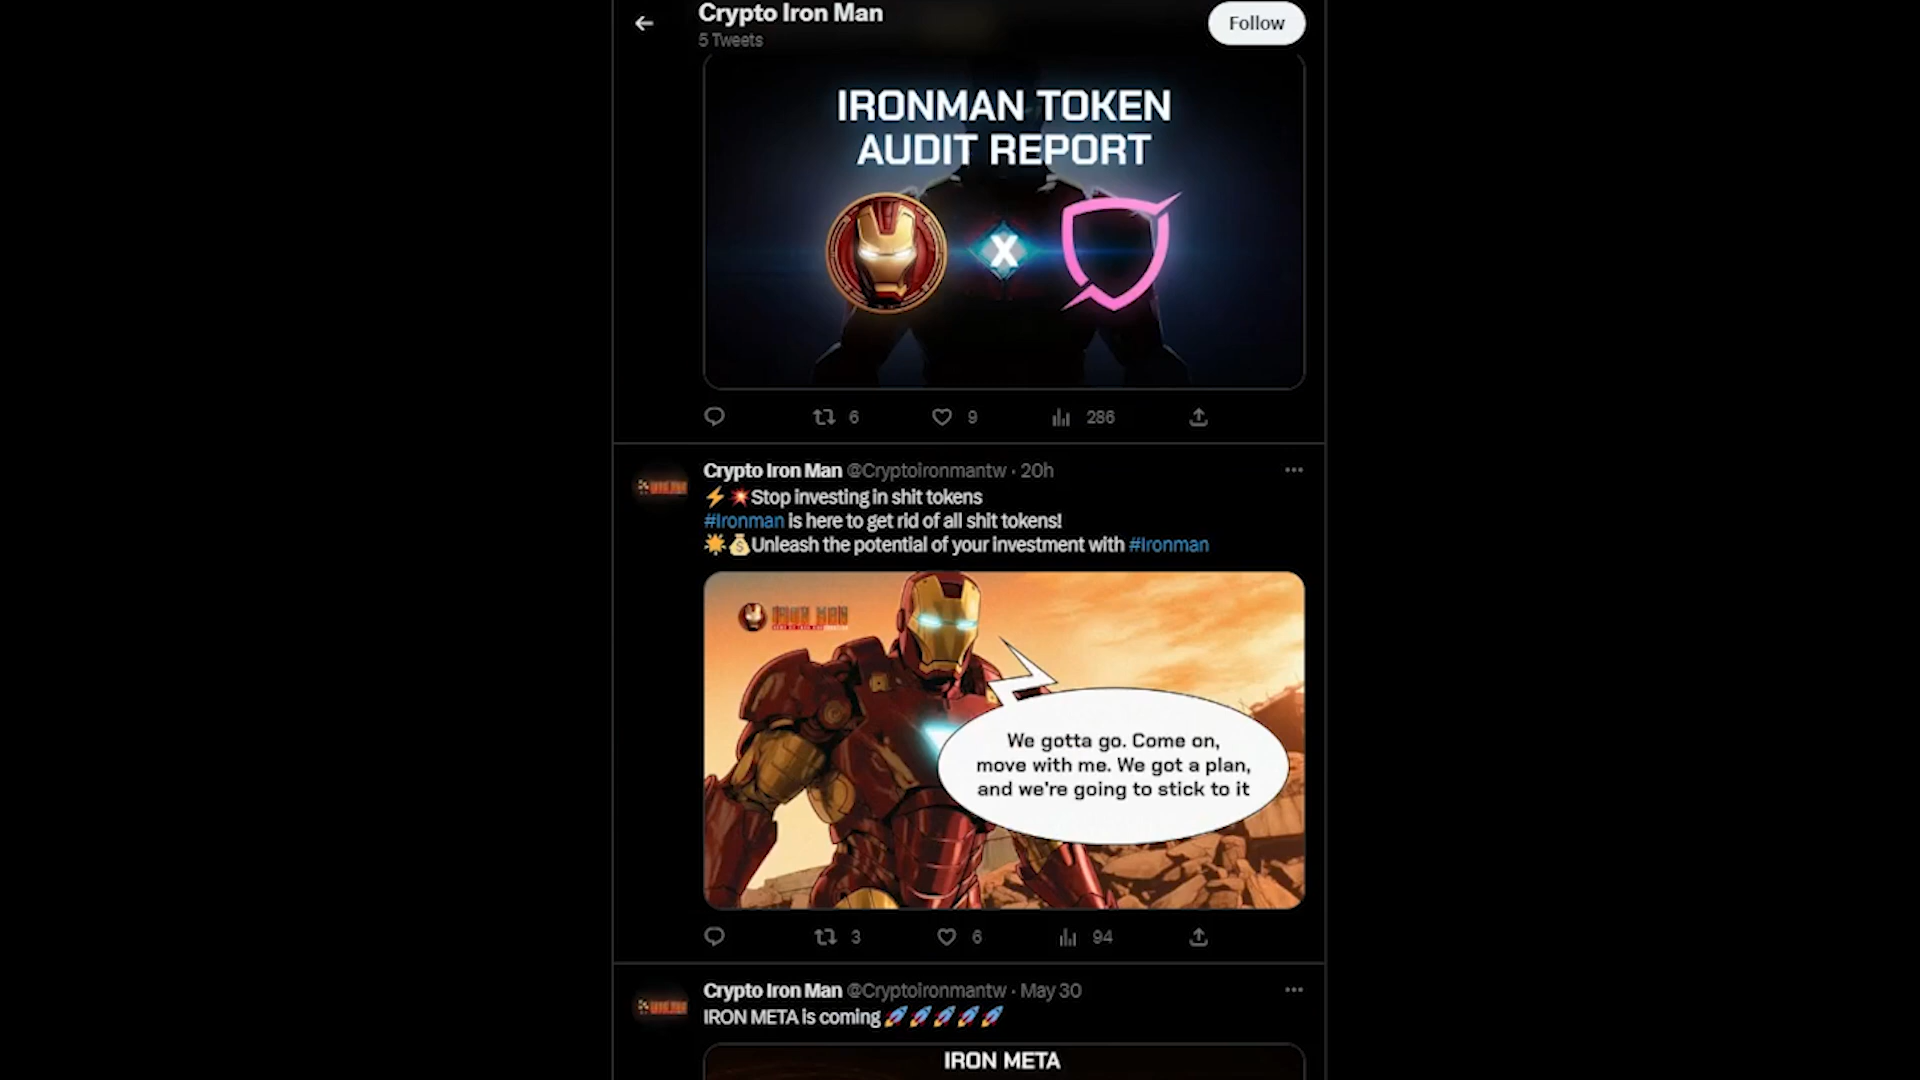 Crypto Iron Man
5 Tweets
Follow
IRONMAN TOKEN
AUDIT REPORT
X
6
9
286
Crypto Iron Man @Cryptoironmantw · 20h
⚡💥Stop investing in shit tokens
#Ironman is here to get rid of all shit tokens!
🌟💰Unleash the potential of your investment with #Ironman
IRON MAN
We gotta go. Come on,
move with me. We got a plan,
and we're going to stick to it
3
6
94
Crypto Iron Man @Cryptoironmantw · May 30
IRON META is coming🚀🚀🚀🚀🚀
IRON META